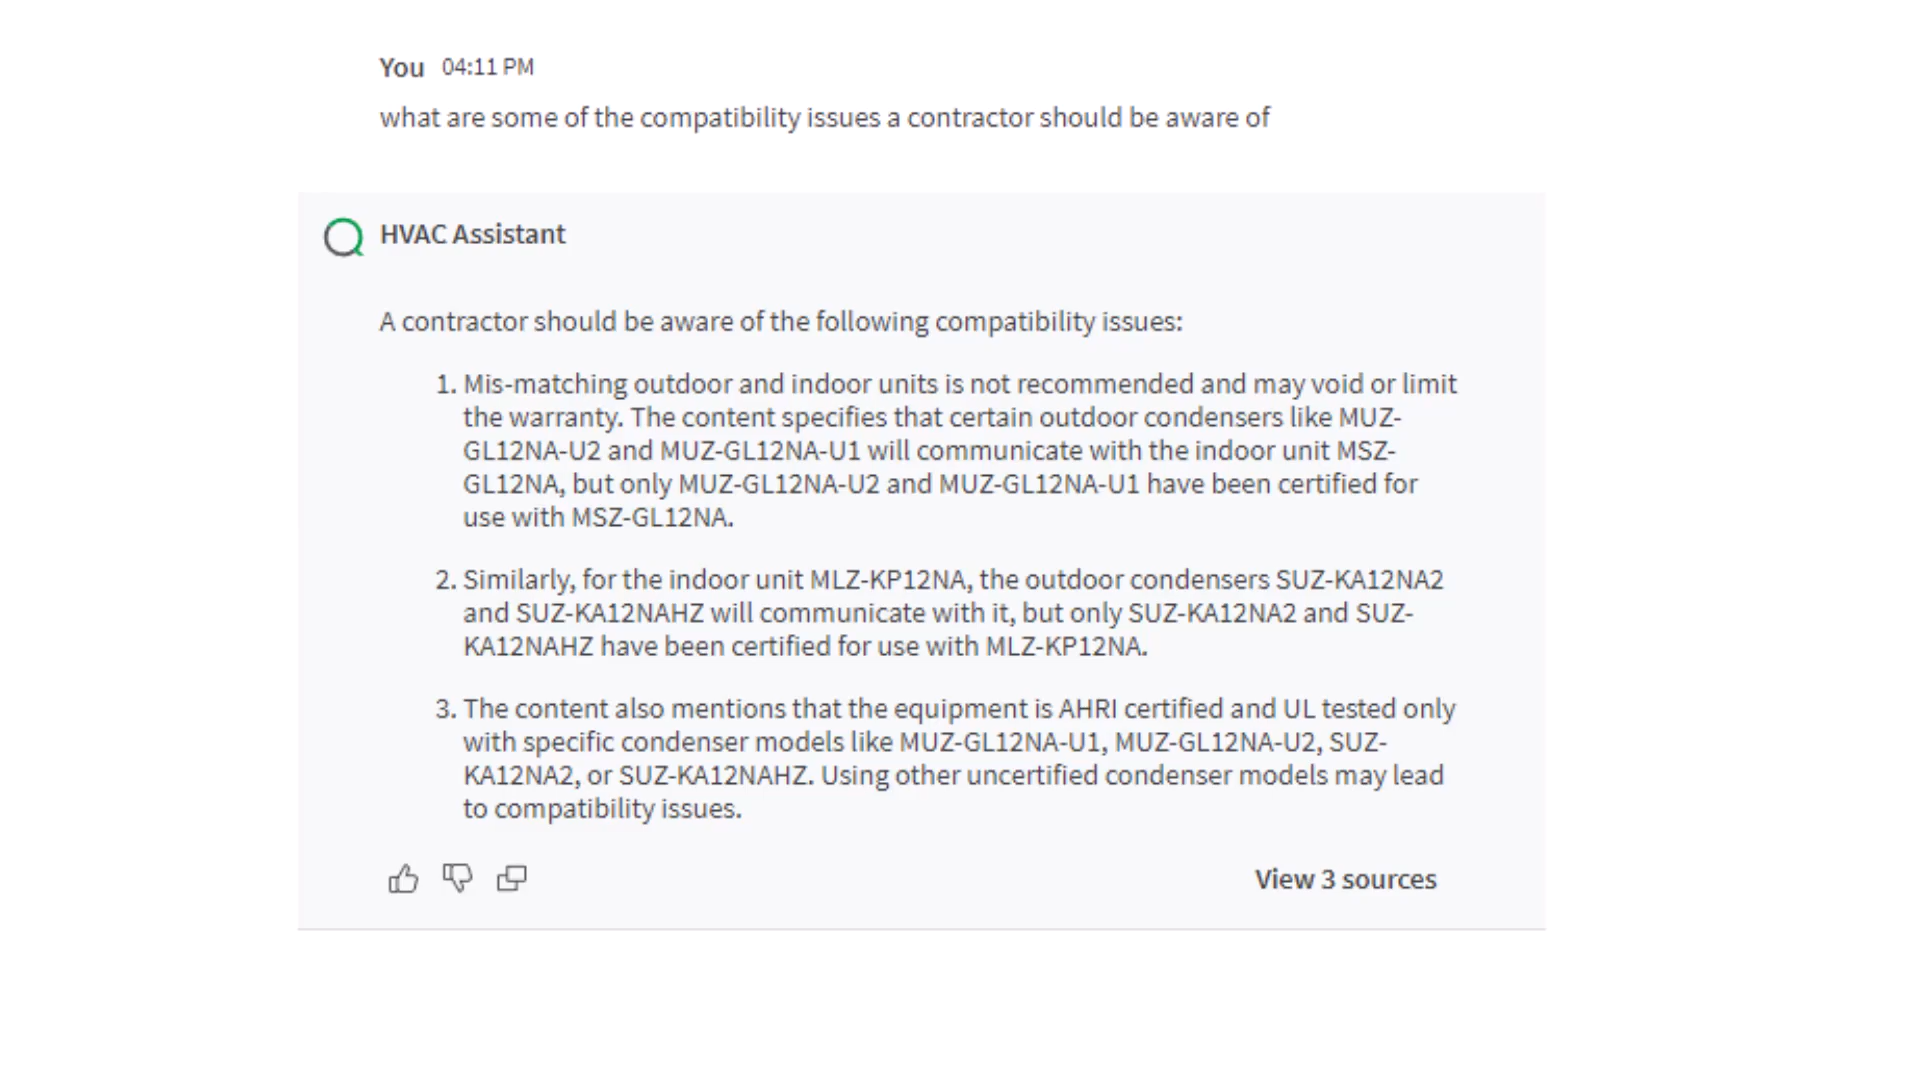 You 04:11 PM
what are some of the compatibility issues a contractor should be aware of
HVAC Assistant
A contractor should be aware of the following compatibility issues:
1. Mis-matching outdoor and indoor units is not recommended and may void or limit
the warranty. The content specifies that certain outdoor condensers like MUZ-
GL12NA-U2 and MUZ-GL12NA-U1 will communicate with the indoor unit MSZ-
GL12NA, but only MUZ-GL12NA-U2 and MUZ-GL12NA-U1 have been certified for
use with MSZ-GL12NA.
2. Similarly, for the indoor unit MLZ-KP12NA, the outdoor condensers SUZ-KA12NA2
and SUZ-KA12NAHZ will communicate with it, but only SUZ-KA12NA2 and SUZ-
KA12NAHZ have been certified for use with MLZ-KP12NA.
3. The content also mentions that the equipment is AHRI certified and UL tested only
with specific condenser models like MUZ-GL12NA-U1, MUZ-GL12NA-U2, SUZ-
KA12NA2, or SUZ-KA12NAHZ. Using other uncertified condenser models may lead
to compatibility issues.
View 3 sources